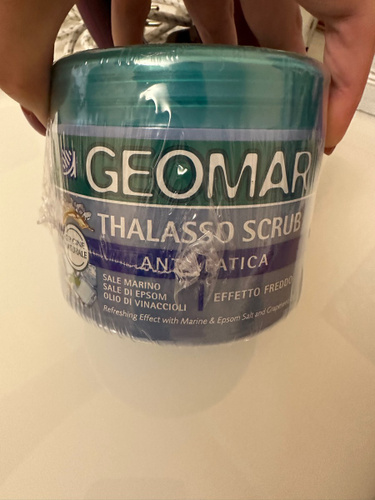 GEOMAR
THALASSO SCRUB
SALE MARINO
SALE DI EPSOM
OLIO DI VINACCIOLI
EFFETTO FREDDO
Refreshing Effect with Marine & Epsom Salt and